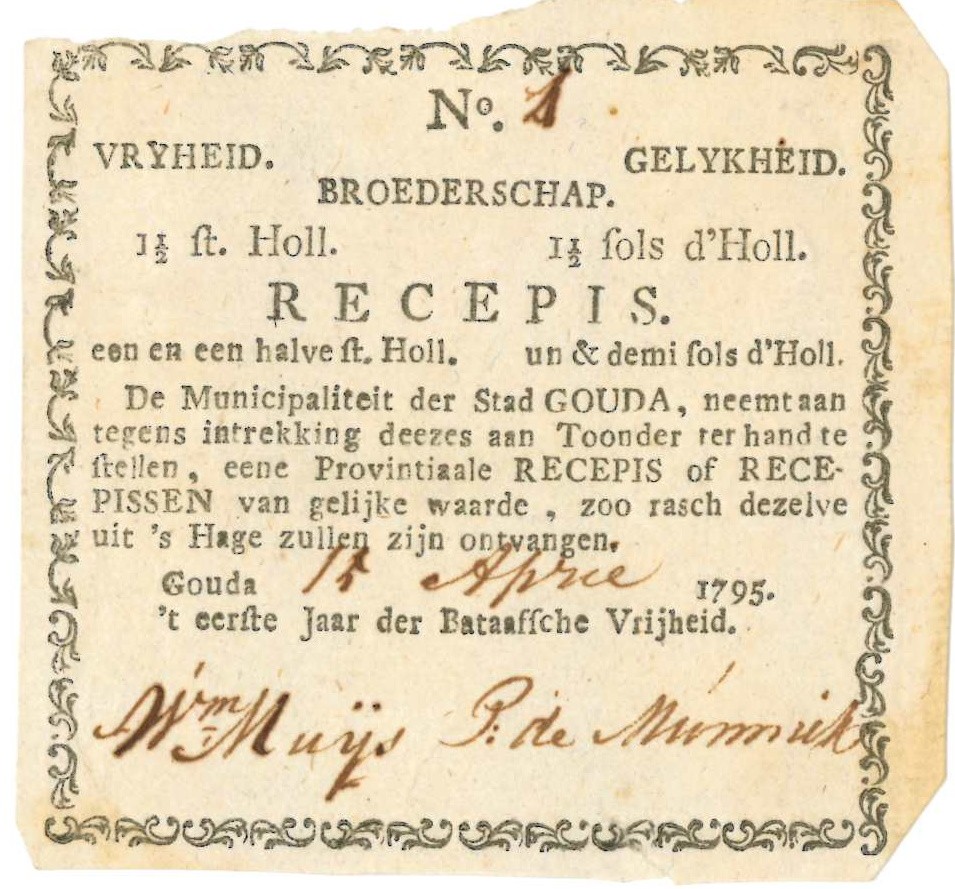 No. 1
VRYHEID. GELYKHEID.
BROEDERSCHAP.
1½ ſt. Holl. 1½ ſols d'Holl.
RECEPIS.
een en een halve ſt. Holl. un & demi ſols d'Holl.
De Municipaliteit der Stad GOUDA, neemt aan
tegens intrekking deezes aan Toonder ter hand te
ſtellen, eene Provintiaale RECEPIS of RECE-
PISSEN van gelijke waarde, zoo rasch dezelve
uit 's Hage zullen zijn ontvangen.
Gouda 15 April 1795.
't eerſte Jaar der Bataafſche Vrijheid.
Wm Muijs P: de Munnick